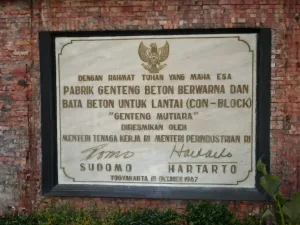 DENGAN RAHMAT TUHAN YANG MAHA ESA
PABRIK GENTENG BETON BERWARNA DAN
BATA BETON UNTUK LANTAI (CON-BLOCK)
"GENTENG MUTIARA"
DIRESMIKAN OLEH
MENTERI TENAGA KERJA RI MENTERI PERINDUSTRIAN RI
SUDOMO HARTARTO
YOGYAKARTA OKTOBER 1987